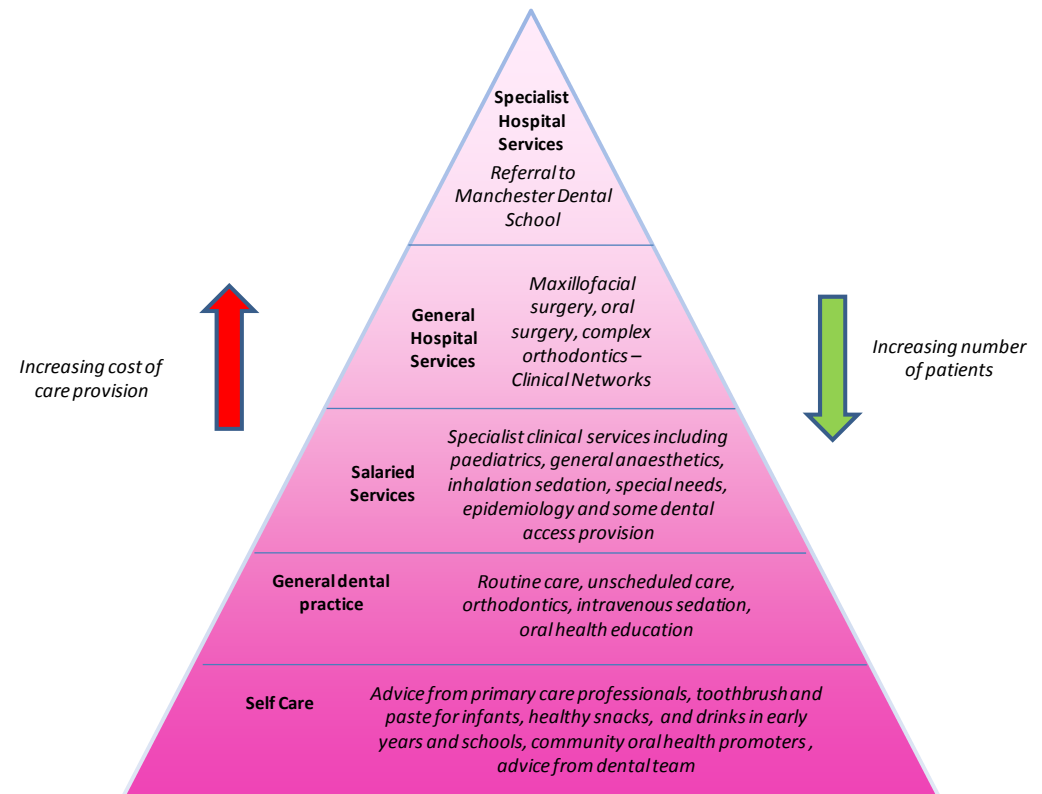 Specialist
Hospital
Services
Referral to
Manchester Dental
School
Increasing cost of
care provision
General
Hospital
Services
Maxillofacial
surgery, oral
surgery, complex
orthodontics –
Clinical Networks
Increasing number
of patients
Salaried
Services
Specialist clinical services including
paediatrics, general anaesthetics,
inhalation sedation, special needs,
epidemiology and some dental
access provision
General dental
practice
Routine care, unscheduled care,
orthodontics, intravenous sedation,
oral health education
Self Care
Advice from primary care professionals, toothbrush and
paste for infants, healthy snacks, and drinks in early
years and schools, community oral health promoters ,
advice from dental team